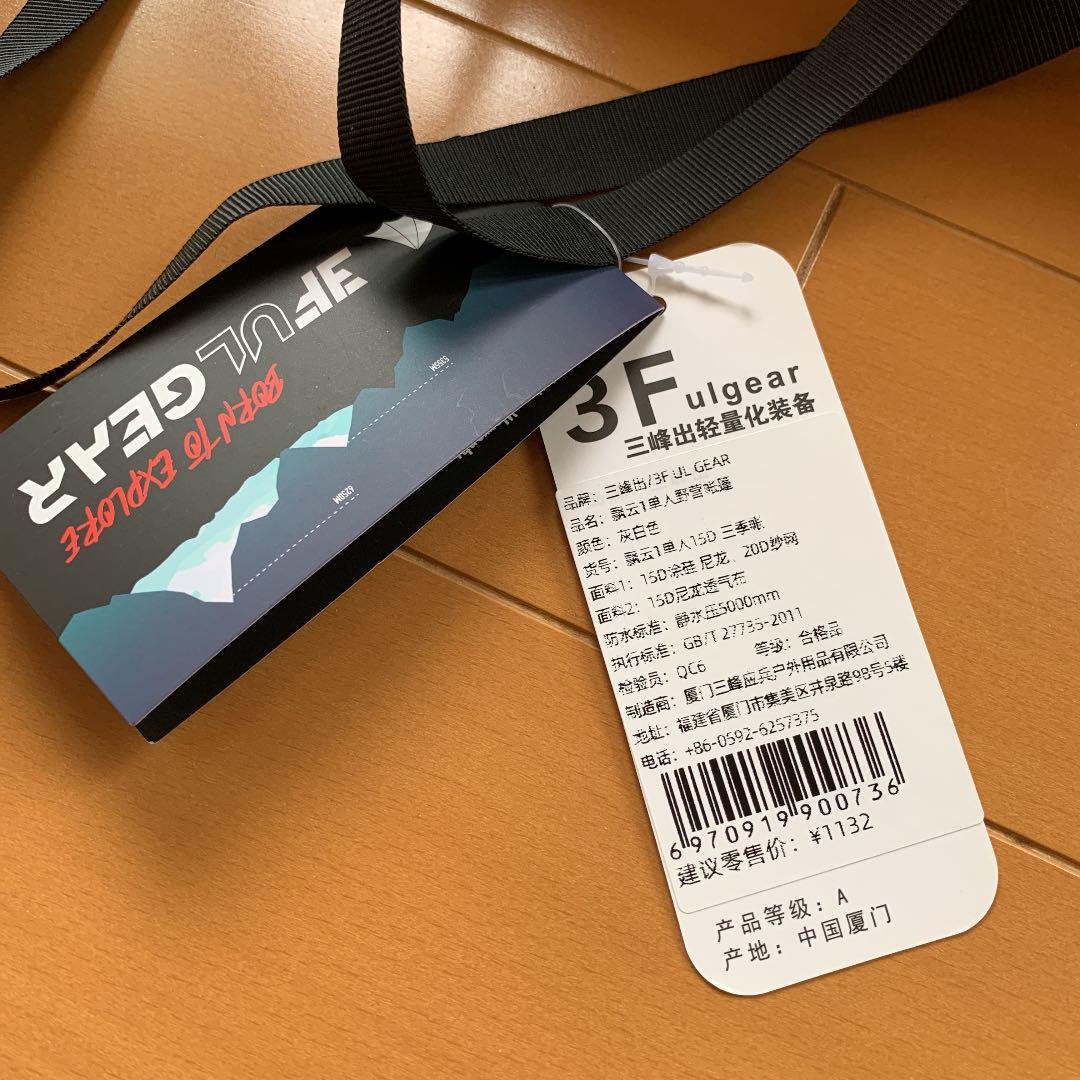 3FUL GEAR
BORN TO EXPLORE
5355M
6250M
3Fulgear
三峰出轻量化装备
品牌：三峰出/3F UL GEAR
品名：飘云1单人野营帐篷
颜色：灰白色
货号：飘云1单人15D 三季帐
面料1：15D涂硅 尼龙、20D纱网
面料2：15D尼龙透气布
防水标准：静水压5000mm
执行标准：GB/T 27735-2011
检验员：QC6 等级：合格品
制造商：厦门三峰应兵户外用品有限公司
地址：福建省厦门市集美区井泉路98号5楼
电话：+86-0592-6257375
6 970919 900736
建议零售价：¥1132
产品等级：A
产地：中国厦门